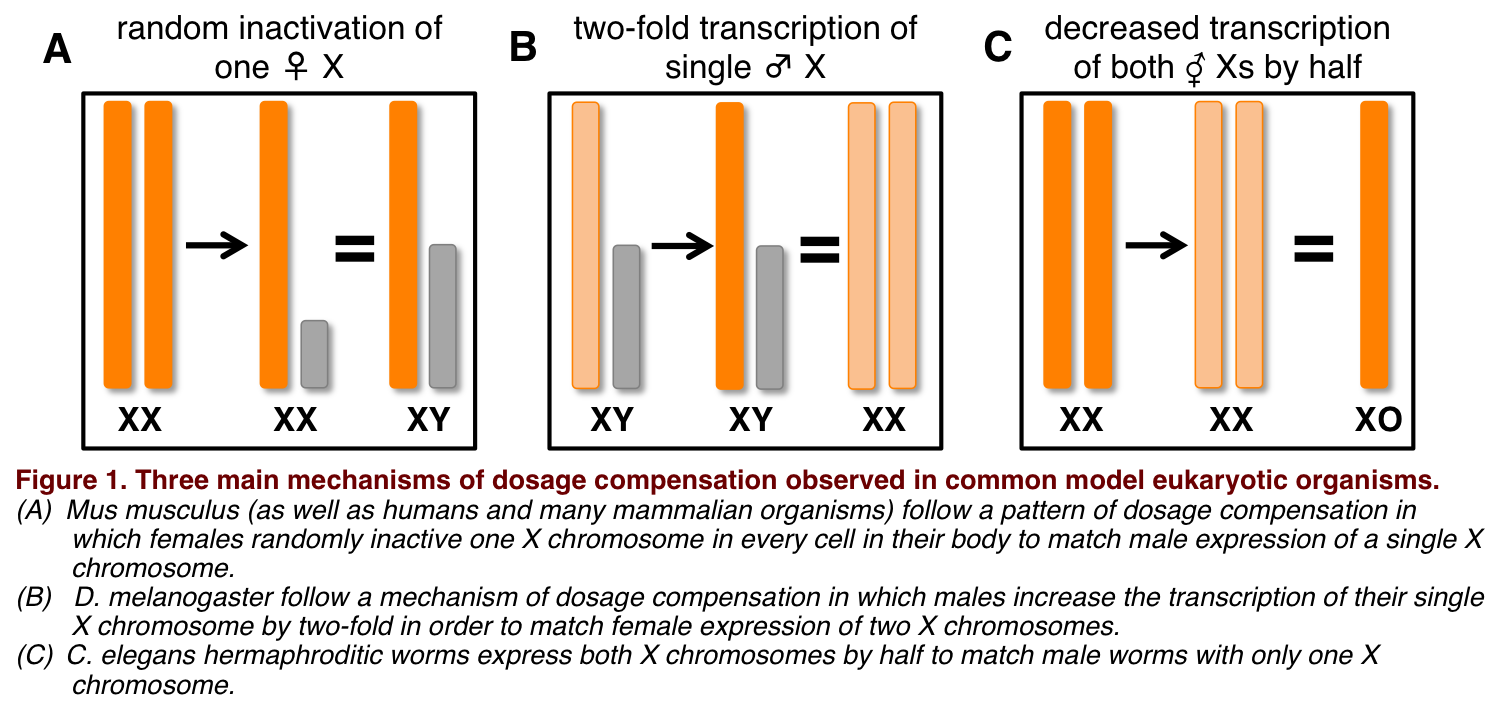 A
random inactivation of
one ♀ X
XX
XX
XY
B
two-fold transcription of
single ♂ X
XY
XY
XX
C
decreased transcription
of both ⚥ Xs by half
XX
XX
XO
Figure 1. Three main mechanisms of dosage compensation observed in common model eukaryotic organisms.
(A) Mus musculus (as well as humans and many mammalian organisms) follow a pattern of dosage compensation in
which females randomly inactive one X chromosome in every cell in their body to match male expression of a single X
chromosome.
(B) D. melanogaster follow a mechanism of dosage compensation in which males increase the transcription of their single
X chromosome by two-fold in order to match female expression of two X chromosomes.
(C) C. elegans hermaphroditic worms express both X chromosomes by half to match male worms with only one X
chromosome.